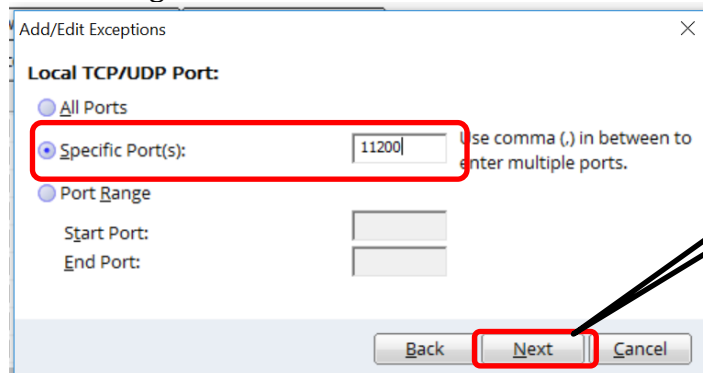 Add/Edit Exceptions
Local TCP/UDP Port:
All Ports
Specific Port(s): 11200 Use comma (,) in between to
enter multiple ports.
Port Range
Start Port:
End Port:
Back Next Cancel